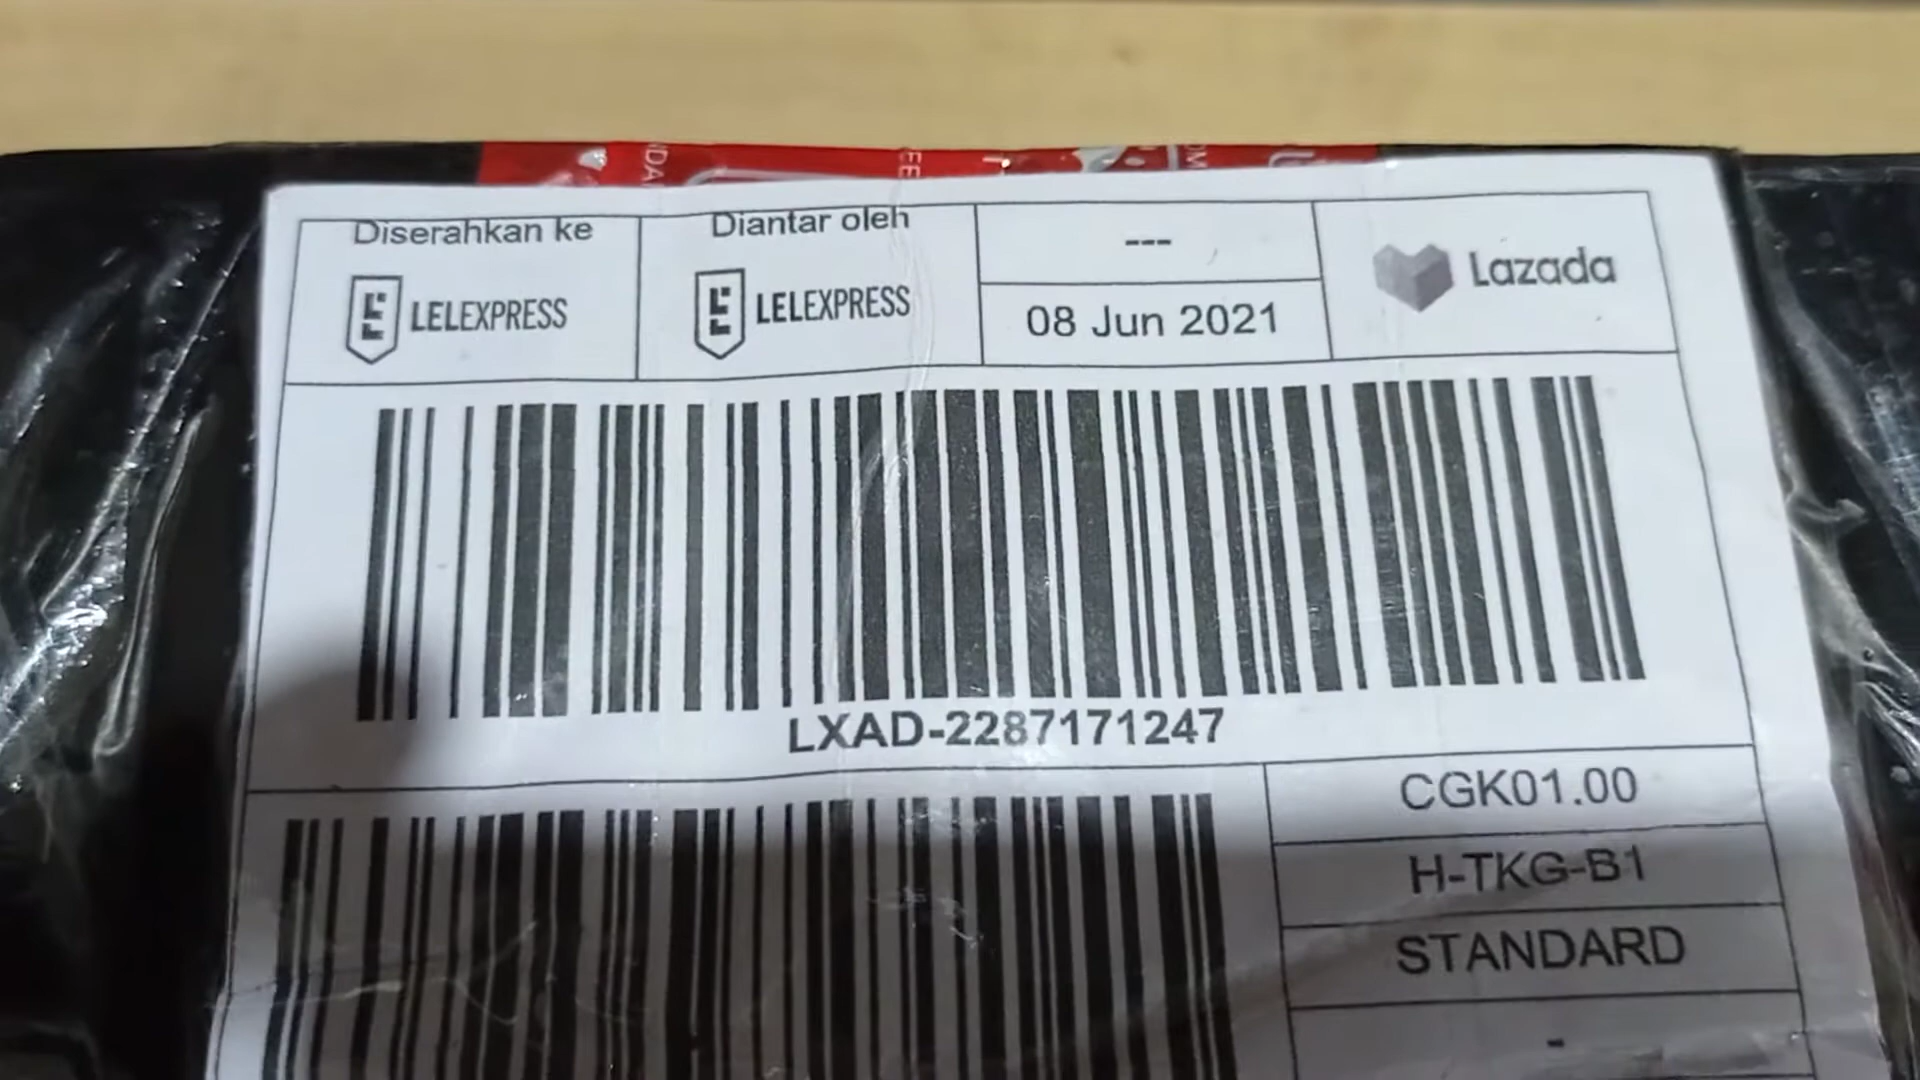 Diserahkan ke
LELEXPRESS
Diantar oleh
LELEXPRESS
---
08 Jun 2021
Lazada
LXAD-2287171247
CGK01.00
H-TKG-B1
STANDARD
-